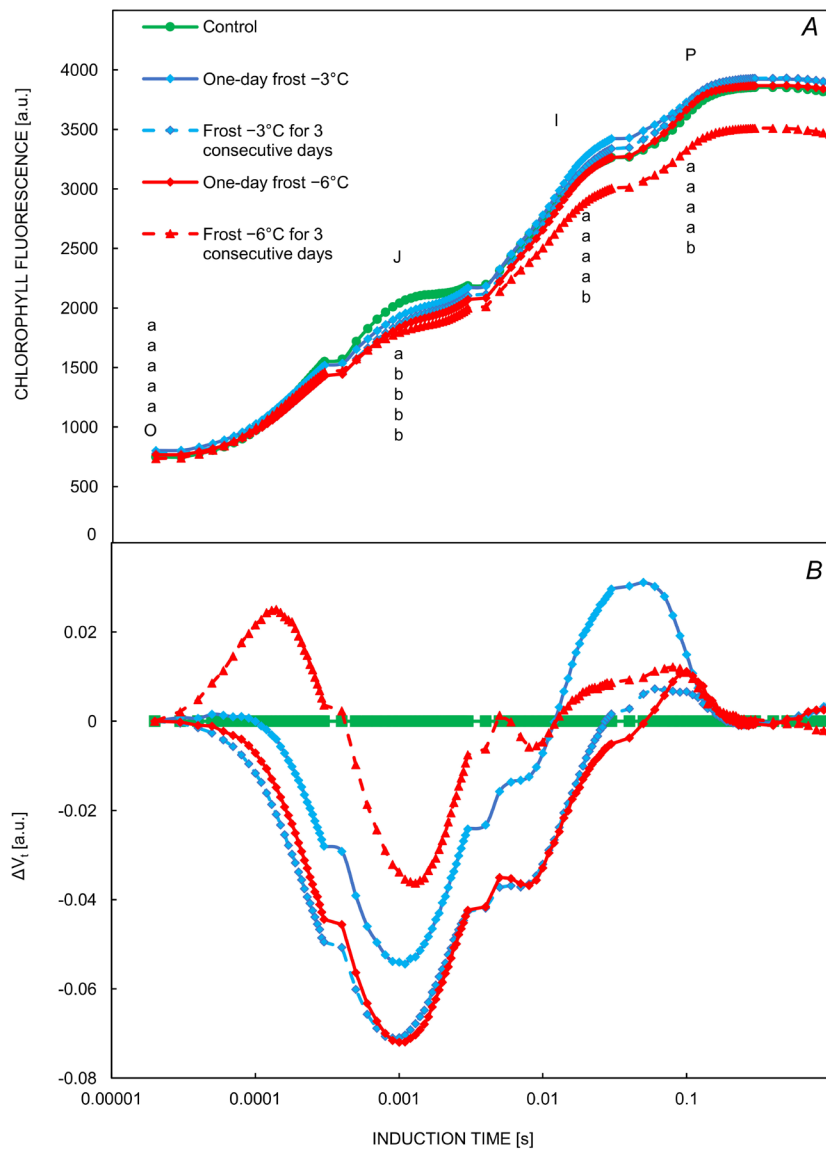 A
Control
One-day frost −3°C
Frost −3°C for 3
consecutive days
One-day frost −6°C
Frost −6°C for 3
consecutive days
CHLOROPHYLL FLUORESCENCE [a.u.]
4000
3500
3000
2500
2000
1500
1000
500
0
a
a
a
a
a
O
J
a
b
b
b
b
I
a
a
a
a
b
P
a
a
a
a
b
B
ΔVt [a.u.]
0.02
0
-0.02
-0.04
-0.06
-0.08
0.00001
0.0001
0.001
0.01
0.1
INDUCTION TIME [s]